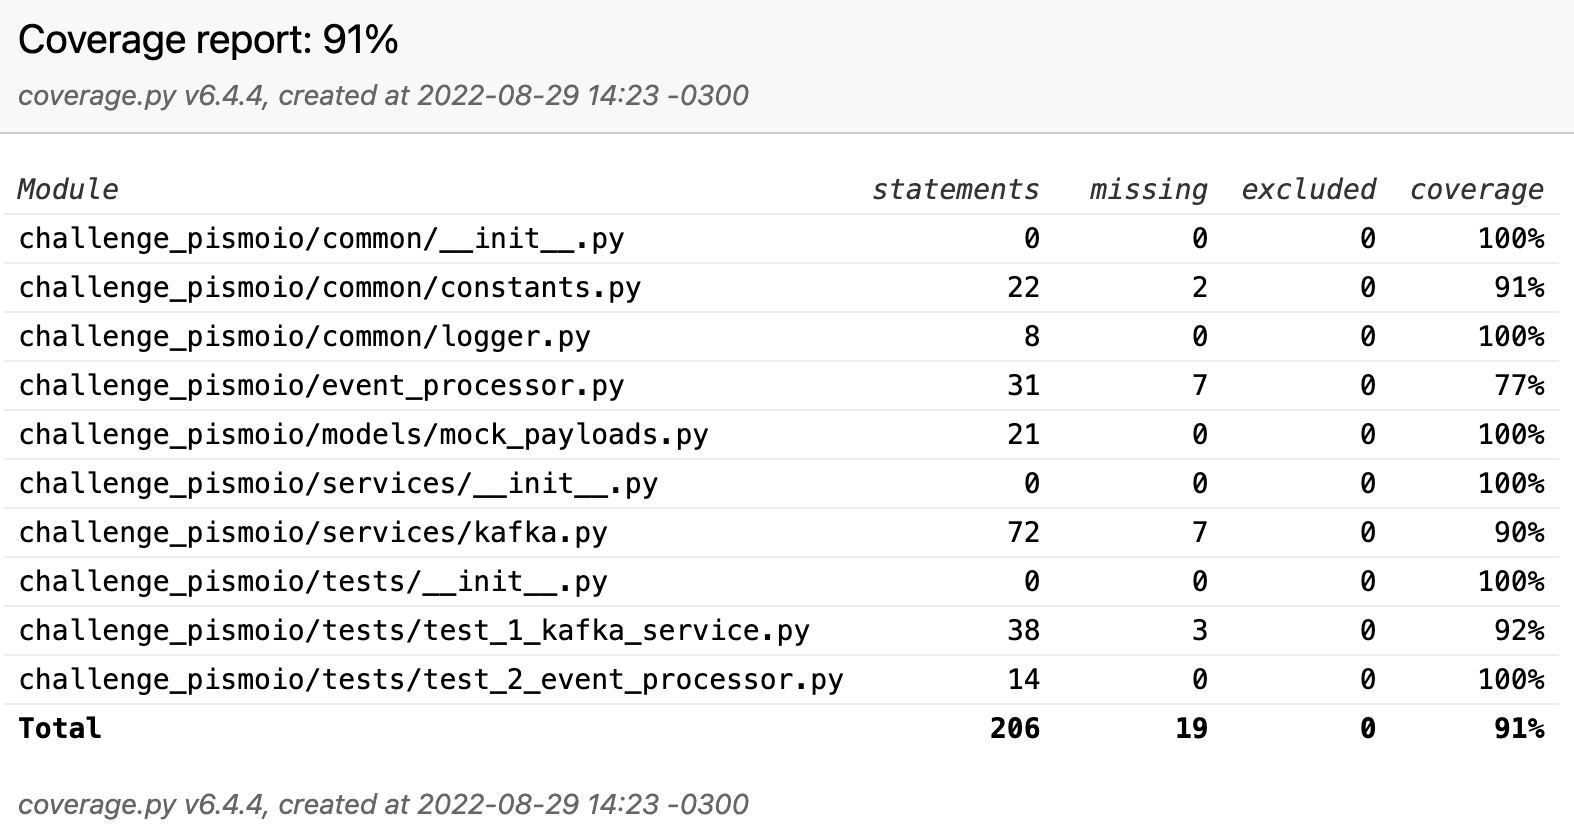 Coverage report: 91%
coverage.py v6.4.4, created at 2022-08-29 14:23 -0300
Module statements missing excluded coverage
challenge_pismoio/common/__init__.py 0 0 0 100%
challenge_pismoio/common/constants.py 22 2 0 91%
challenge_pismoio/common/logger.py 8 0 0 100%
challenge_pismoio/event_processor.py 31 7 0 77%
challenge_pismoio/models/mock_payloads.py 21 0 0 100%
challenge_pismoio/services/__init__.py 0 0 0 100%
challenge_pismoio/services/kafka.py 72 7 0 90%
challenge_pismoio/tests/__init__.py 0 0 0 100%
challenge_pismoio/tests/test_1_kafka_service.py 38 3 0 92%
challenge_pismoio/tests/test_2_event_processor.py 14 0 0 100%
Total 206 19 0 91%
coverage.py v6.4.4, created at 2022-08-29 14:23 -0300